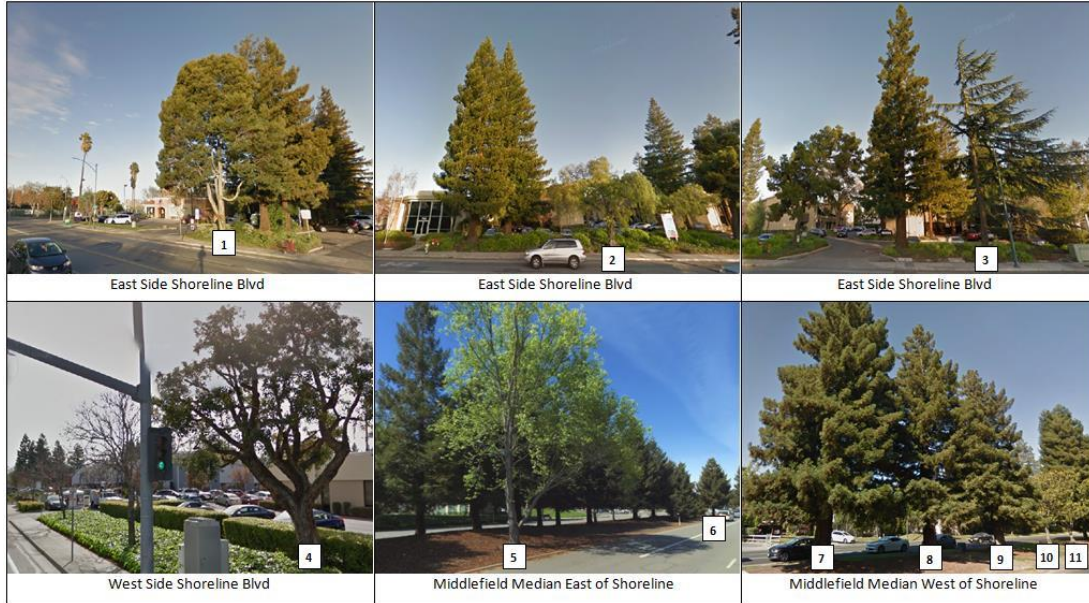 1
East Side Shoreline Blvd
2
East Side Shoreline Blvd
3
East Side Shoreline Blvd
4
West Side Shoreline Blvd
5
6
Middlefield Median East of Shoreline
7
8
9
10
11
Middlefield Median West of Shoreline